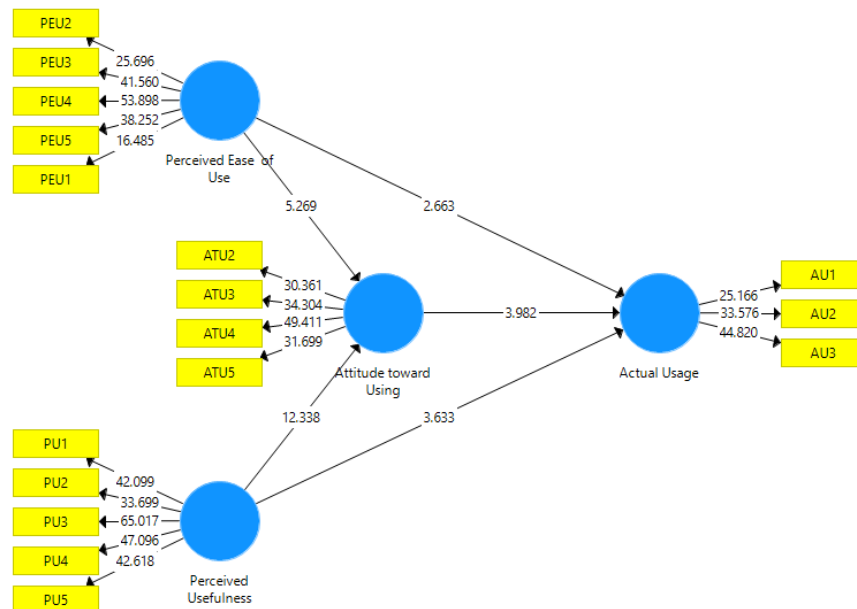 PEU2
PEU3
PEU4
PEU5
PEU1
25.696
41.560
53.898
38.252
16.485
Perceived Ease of
Use
5.269
2.663
ATU2
ATU3
ATU4
ATU5
30.361
34.304
49.411
31.699
Attitude toward
Using
3.982
25.166
33.576
44.820
AU1
AU2
AU3
Actual Usage
12.338
3.633
PU1
PU2
PU3
PU4
PU5
42.099
33.699
65.017
47.096
42.618
Perceived
Usefulness